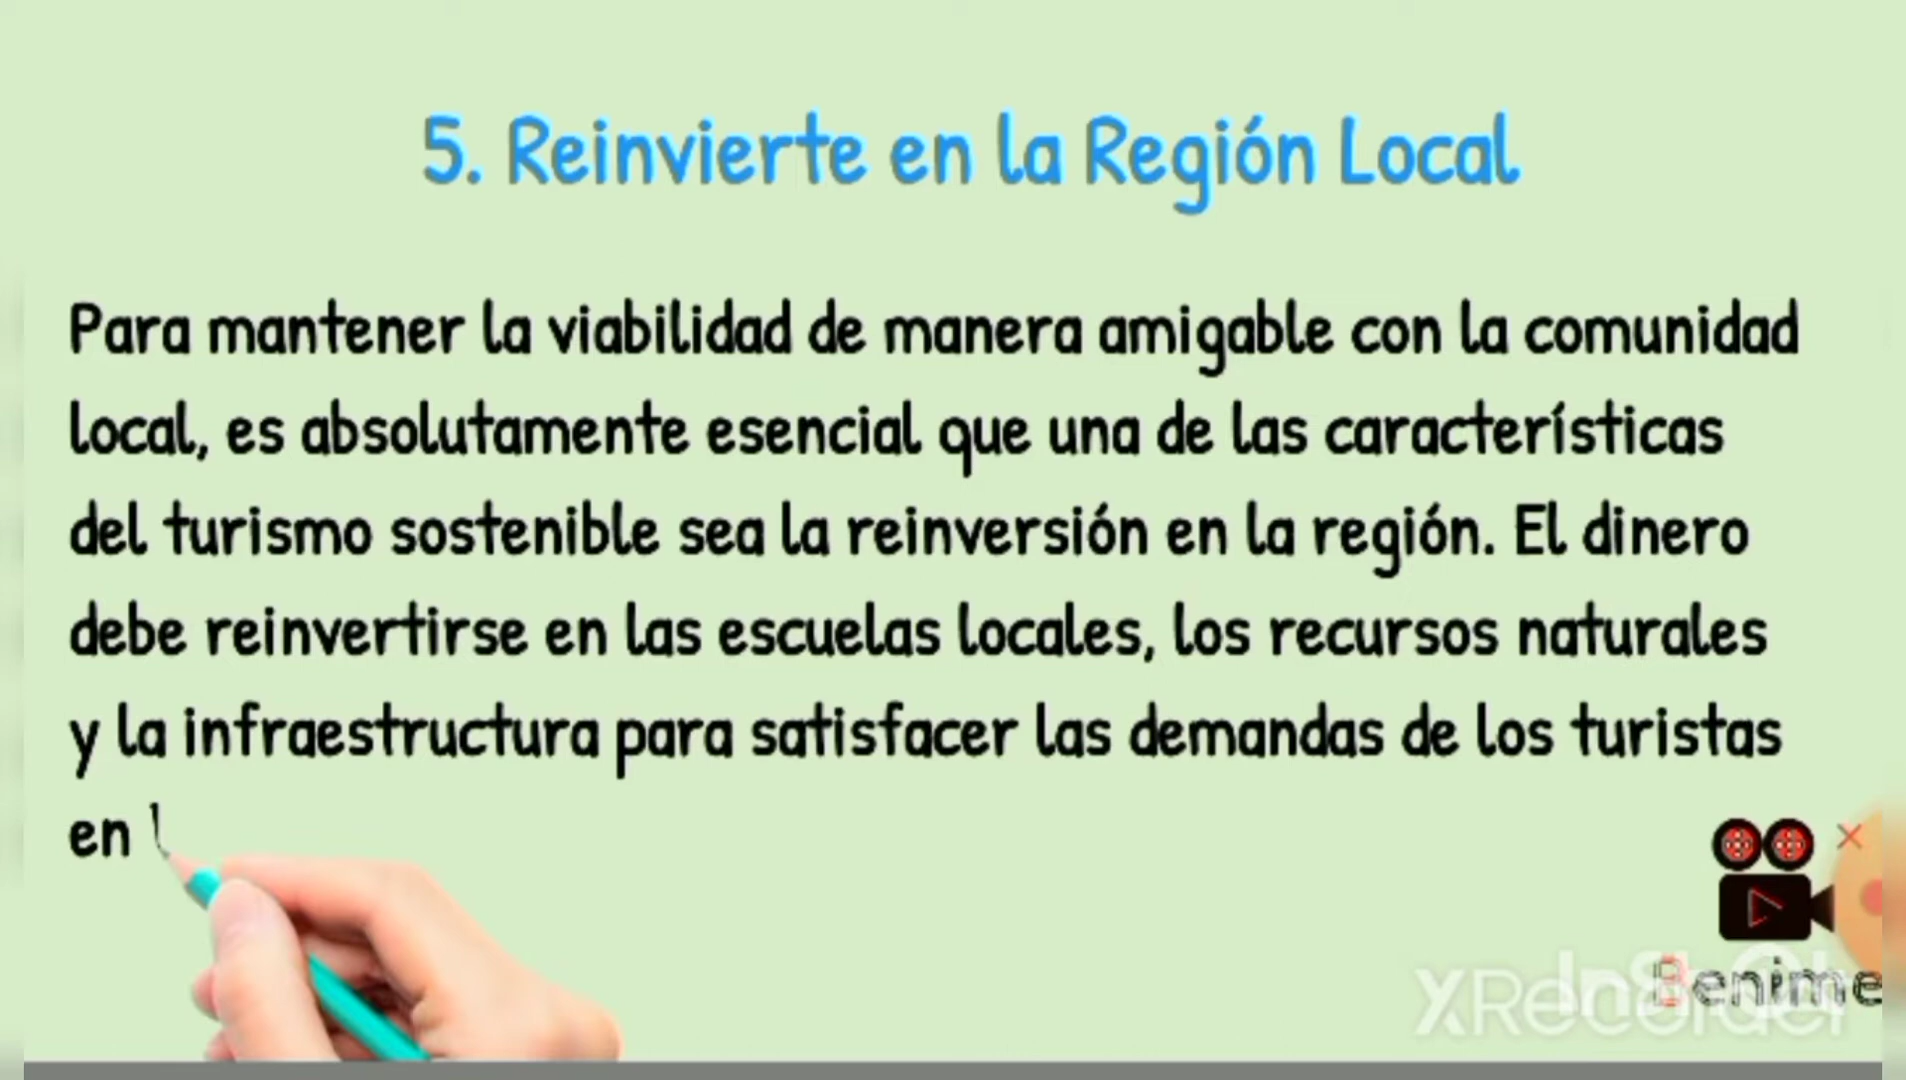 5. Reinvierte en la Región Local
Para mantener la viabilidad de manera amigable con la comunidad
local, es absolutamente esencial que una de las características
del turismo sostenible sea la reinversión en la región. El dinero
debe reinvertirse en las escuelas locales, los recursos naturales
y la infraestructura para satisfacer las demandas de los turistas
en
Benime
XRecorder